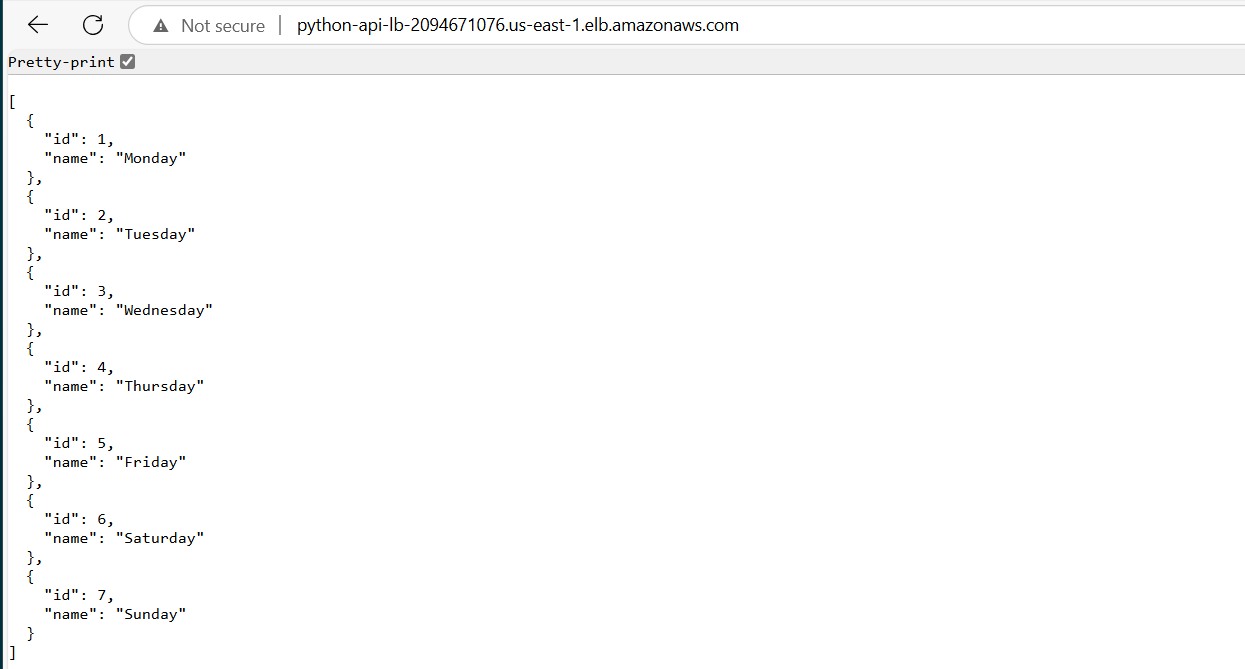 Not secure python-api-lb-2094671076.us-east-1.elb.amazonaws.com
Pretty-print
[
  {
    "id": 1,
    "name": "Monday"
  },
  {
    "id": 2,
    "name": "Tuesday"
  },
  {
    "id": 3,
    "name": "Wednesday"
  },
  {
    "id": 4,
    "name": "Thursday"
  },
  {
    "id": 5,
    "name": "Friday"
  },
  {
    "id": 6,
    "name": "Saturday"
  },
  {
    "id": 7,
    "name": "Sunday"
  }
]